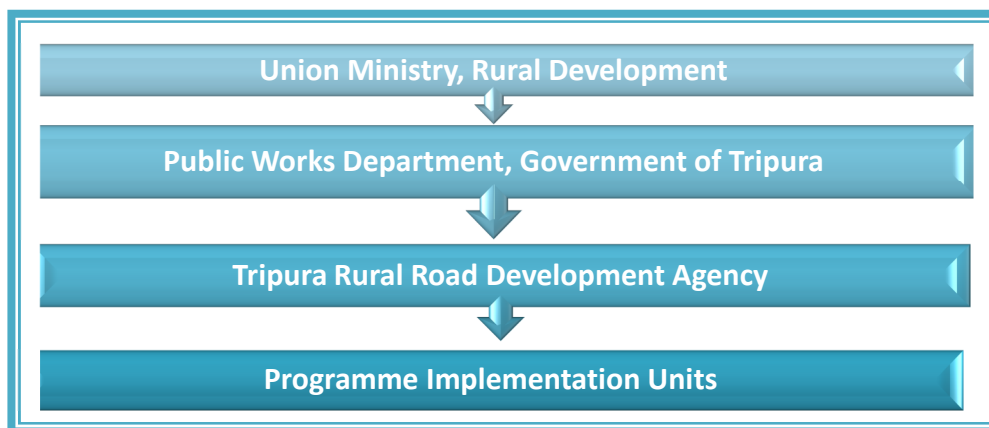 Union Ministry, Rural Development
Public Works Department, Government of Tripura
Tripura Rural Road Development Agency
Programme Implementation Units